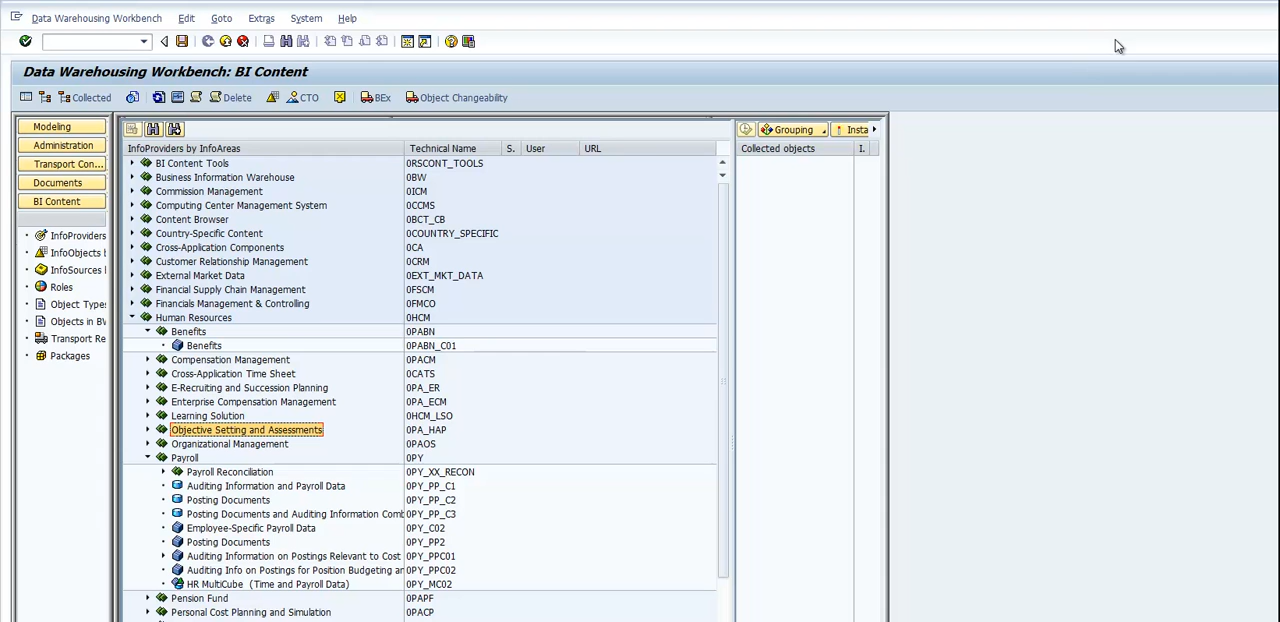 Data Warehousing Workbench Edit Goto Extras System Help
Data Warehousing Workbench: BI Content
Collected Delete CTO BEx Object Changeability
Modeling
Administration
Transport Con...
Documents
BI Content
InfoProviders
InfoObjects b
InfoSources
Roles
Object Types
Objects in BW
Transport Re
Packages
Grouping Insta
InfoProviders by InfoAreas Technical Name S. User URL Collected objects I.
BI Content Tools 0RSCONT_TOOLS
Business Information Warehouse 0BW
Commission Management 0ICM
Computing Center Management System 0CCMS
Content Browser 0BCT_CB
Country-Specific Content 0COUNTRY_SPECIFIC
Cross-Application Components 0CA
Customer Relationship Management 0CRM
External Market Data 0EXT_MKT_DATA
Financial Supply Chain Management 0FSCM
Financials Management & Controlling 0FMCO
Human Resources 0HCM
Benefits 0PABN
Benefits 0PABN_C01
Compensation Management 0PACM
Cross-Application Time Sheet 0CATS
E-Recruiting and Succession Planning 0PA_ER
Enterprise Compensation Management 0PA_ECM
Learning Solution 0HCM_LSO
Objective Setting and Assessments 0PA_HAP
Organizational Management 0PAOS
Payroll 0PY
Payroll Reconciliation 0PY_XX_RECON
Auditing Information and Payroll Data 0PY_PP_C1
Posting Documents 0PY_PP_C2
Posting Documents and Auditing Information Comb 0PY_PP_C3
Employee-Specific Payroll Data 0PY_C02
Posting Documents 0PY_PP2
Auditing Information on Postings Relevant to Cost 0PY_PPC01
Auditing Info on Postings for Position Budgeting an 0PY_PPC02
HR MultiCube (Time and Payroll Data) 0PY_MC02
Pension Fund 0PAPF
Personal Cost Planning and Simulation 0PACP